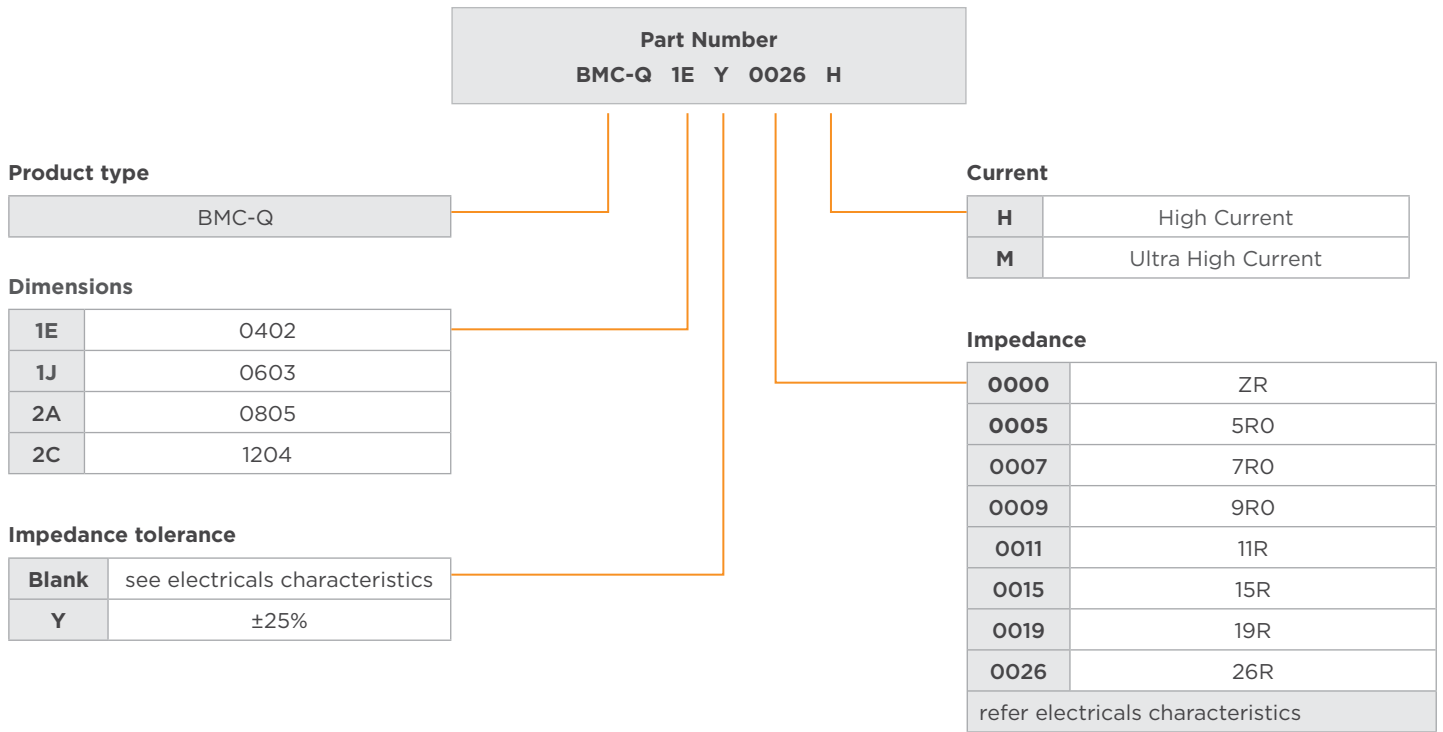 Part Number
BMC-Q 1E Y 0026 H
Product type
BMC-Q
Dimensions
1E 0402
1J 0603
2A 0805
2C 1204
Impedance tolerance
Blank see electricals characteristics
Y ±25%
Current
H High Current
M Ultra High Current
Impedance
0000 ZR
0005 5R0
0007 7R0
0009 9R0
0011 11R
0015 15R
0019 19R
0026 26R
refer electricals characteristics